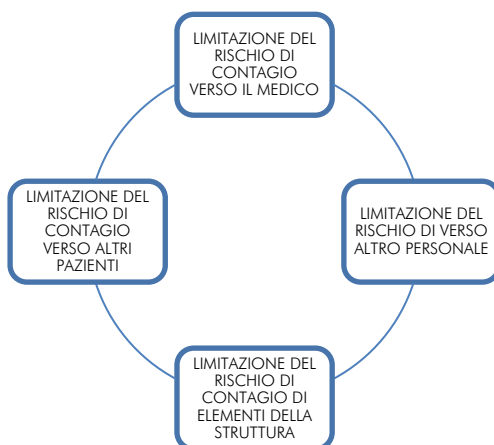 LIMITAZIONE DEL
RISCHIO DI
CONTAGIO
VERSO IL MEDICO
LIMITAZIONE DEL
RISCHIO DI VERSO
ALTRO PERSONALE
LIMITAZIONE DEL
RISCHIO DI
CONTAGIO DI
ELEMENTI DELLA
STRUTTURA
LIMITAZIONE DEL
RISCHIO DI
CONTAGIO
VERSO ALTRI
PAZIENTI